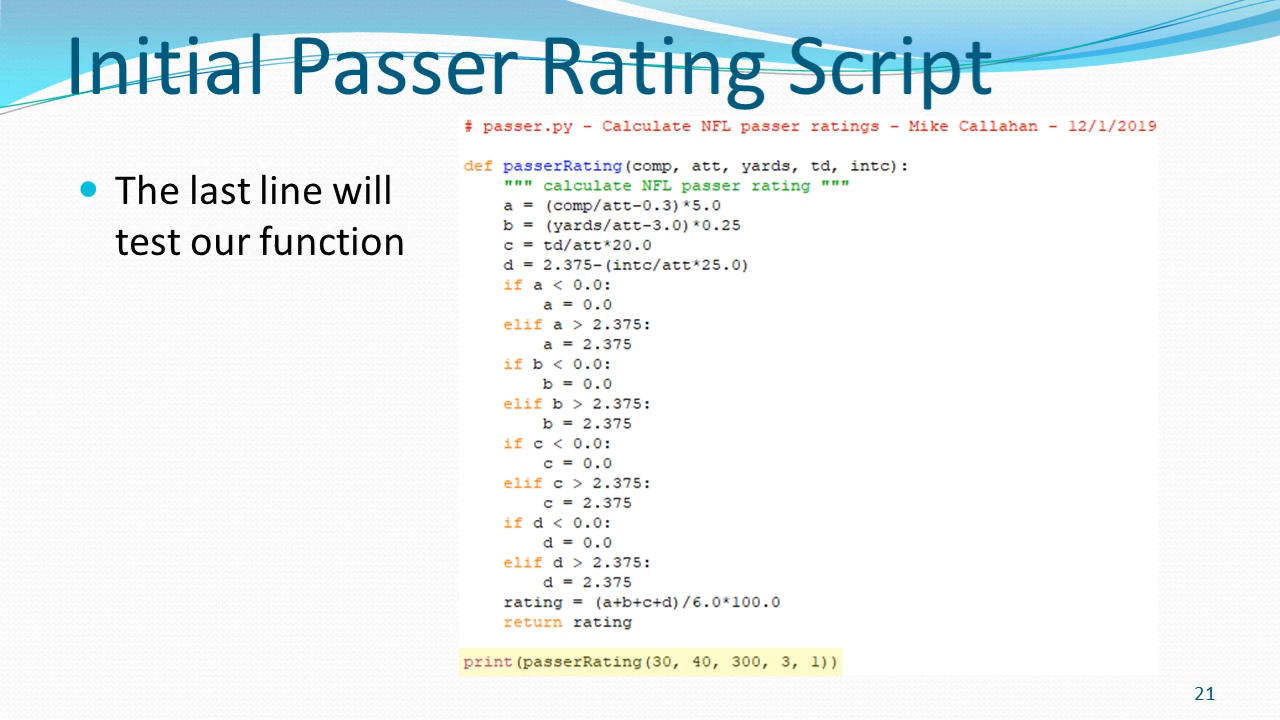 Initial Passer Rating Script
The last line will
test our function
# passer.py - Calculate NFL passer ratings - Mike Callahan - 12/1/2019
def passerRating(comp, att, yards, td, intc):
    """ calculate NFL passer rating """
    a = (comp/att-0.3)*5.0
    b = (yards/att-3.0)*0.25
    c = td/att*20.0
    d = 2.375-(intc/att*25.0)
    if a < 0.0:
        a = 0.0
    elif a > 2.375:
        a = 2.375
    if b < 0.0:
        b = 0.0
    elif b > 2.375:
        b = 2.375
    if c < 0.0:
        c = 0.0
    elif c > 2.375:
        c = 2.375
    if d < 0.0:
        d = 0.0
    elif d > 2.375:
        d = 2.375
    rating = (a+b+c+d)/6.0*100.0
    return rating
print(passerRating(30, 40, 300, 3, 1))
21